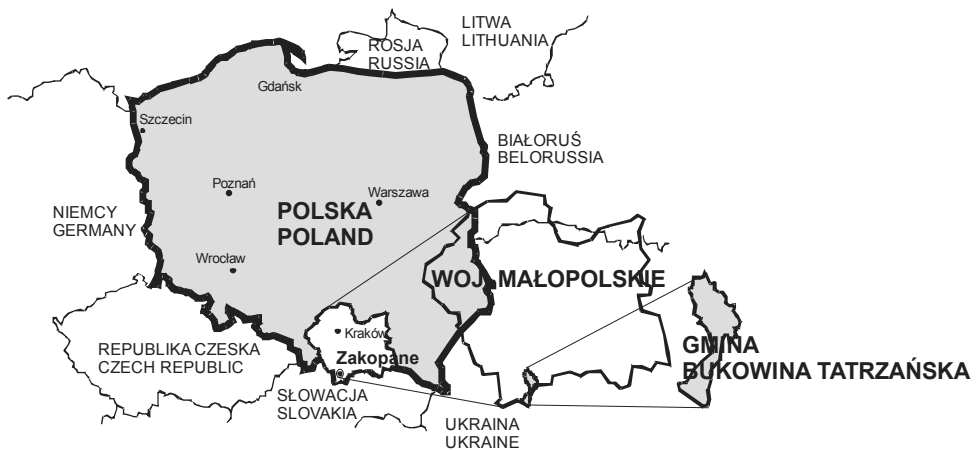 LITWA
LITHUANIA
ROSJA
RUSSIA
Gdańsk
Szczecin
BIAŁORUŚ
BELORUSSIA
Poznań
Warszawa
NIEMCY
GERMANY
POLSKA
POLAND
Wrocław
WOJ. MAŁOPOLSKIE
Kraków
REPUBLIKA CZESKA
CZECH REPUBLIC
Zakopane
GMINA
BUKOWINA TATRZAŃSKA
SŁOWACJA
SLOVAKIA
UKRAINA
UKRAINE